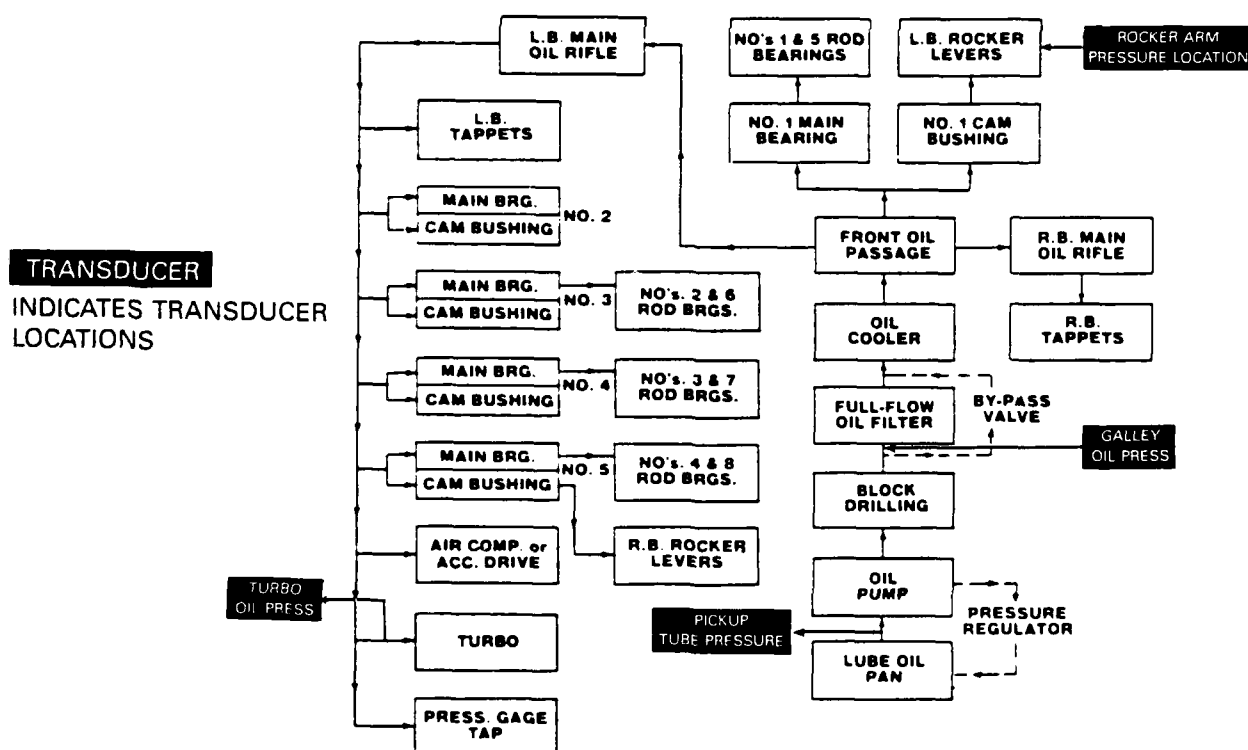 L.B. MAIN
OIL RIFLE
NO's 1 & 5 ROD
BEARINGS
L.B. ROCKER
LEVERS
ROCKER ARM
PRESSURE LOCATION
L.B.
TAPPETS
NO. 1 MAIN
BEARING
NO. 1 CAM
BUSHING
MAIN BRG.
CAM BUSHING
NO. 2
FRONT OIL
PASSAGE
R.B. MAIN
OIL RIFLE
TRANSDUCER
INDICATES TRANSDUCER
LOCATIONS
MAIN BRG.
CAM BUSHING
NO. 3
NO's. 2 & 6
ROD BRGS.
OIL
COOLER
R.B.
TAPPETS
MAIN BRG.
CAM BUSHING
NO. 4
NO's. 3 & 7
ROD BRGS.
FULL-FLOW
OIL FILTER
BY-PASS
VALVE
GALLEY
OIL PRESS
MAIN BRG.
CAM BUSHING
NO. 5
NO's. 4 & 8
ROD BRGS.
BLOCK
DRILLING
AIR COMP. or
ACC. DRIVE
R.B. ROCKER
LEVERS
OIL
PUMP
TURBO
OIL PRESS
PICKUP
TUBE PRESSURE
PRESSURE
REGULATOR
TURBO
LUBE OIL
PAN
PRESS. GAGE
TAP